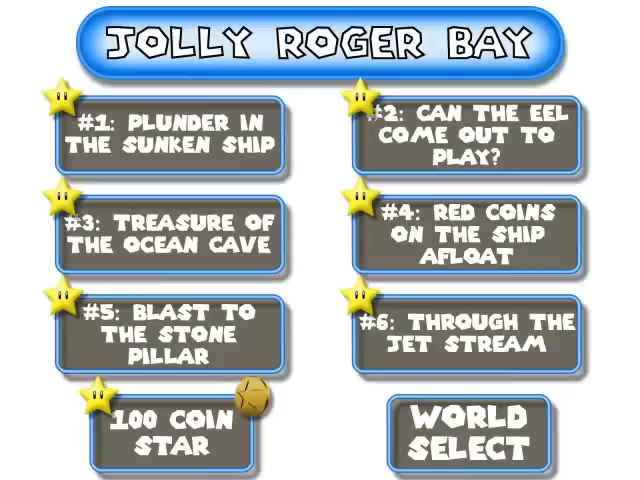 JOLLY ROGER BAY
#1: PLUNDER IN
THE SUNKEN SHIP
#2: CAN THE EEL
COME OUT TO
PLAY?
#3: TREASURE OF
THE OCEAN CAVE
#4: RED COINS
ON THE SHIP
AFLOAT
#5: BLAST TO
THE STONE
PILLAR
#6: THROUGH THE
JET STREAM
100 COIN
STAR
WORLD
SELECT